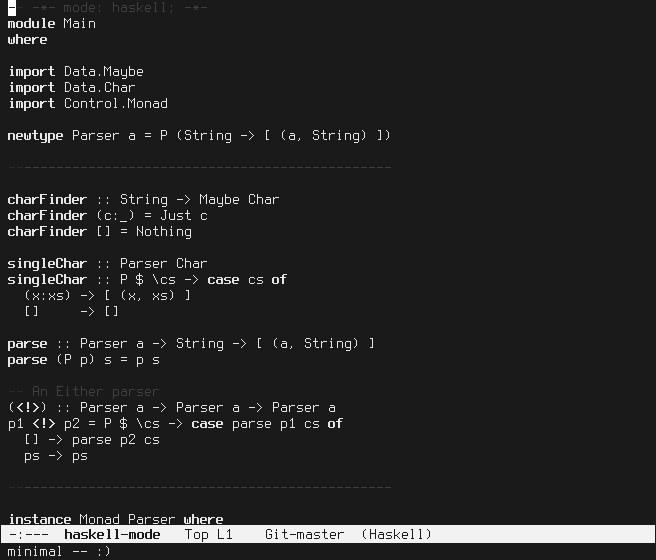 -- -*- mode: haskell; -*-
module Main
where
import Data.Maybe
import Data.Char
import Control.Monad
newtype Parser a = P (String -> [ (a, String) ])
------------------------------------------------
charFinder :: String -> Maybe Char
charFinder (c:_) = Just c
charFinder [] = Nothing
singleChar :: Parser Char
singleChar :: P $ \cs -> case cs of
  (x:xs) -> [ (x, xs) ]
  []     -> []
parse :: Parser a -> String -> [ (a, String) ]
parse (P p) s = p s
-- An Either parser
(<!>) :: Parser a -> Parser a -> Parser a
p1 <!> p2 = P $ \cs -> case parse p1 cs of
  [] -> parse p2 cs
  ps -> ps
------------------------------------------------
instance Monad Parser where
-:---  haskell-mode   Top L1    Git-master  (Haskell)
minimal -- :)